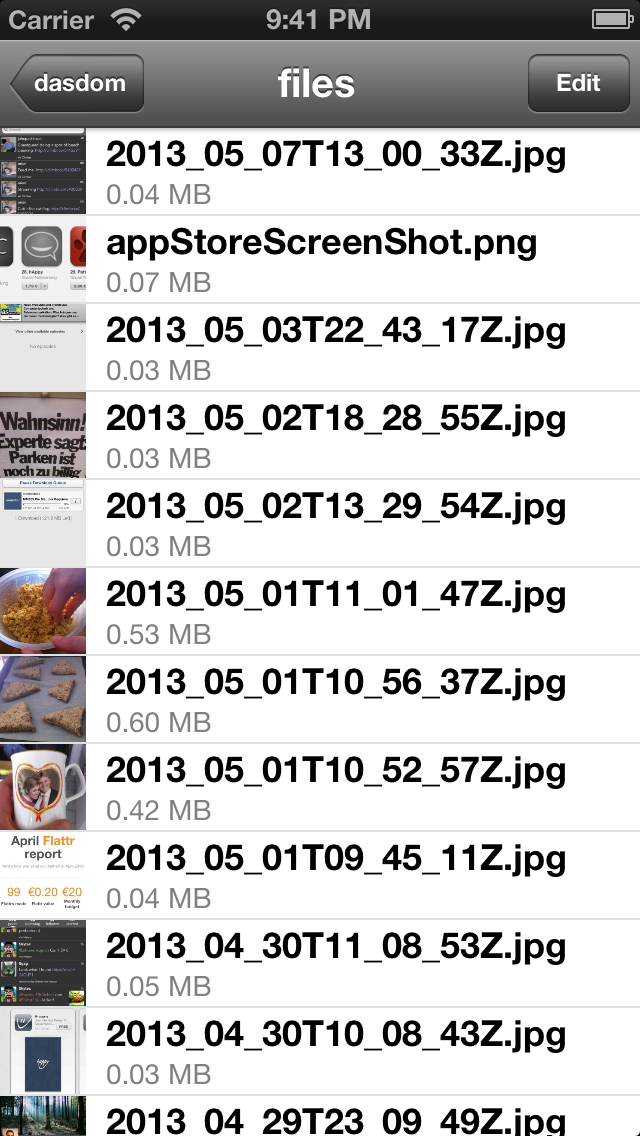 Carrier 9:41 PM
dasdom files Edit
2013_05_07T13_00_33Z.jpg
0.04 MB
appStoreScreenShot.png
0.07 MB
2013_05_03T22_43_17Z.jpg
0.03 MB
Wahnsinn!
Experte sagt
Parken ist
noch zu billig
2013_05_02T18_28_55Z.jpg
0.03 MB
2013_05_02T13_29_54Z.jpg
0.03 MB
2013_05_01T11_01_47Z.jpg
0.53 MB
2013_05_01T10_56_37Z.jpg
0.60 MB
2013_05_01T10_52_57Z.jpg
0.42 MB
April Flattr
report
99 €0.20 €20
2013_05_01T09_45_11Z.jpg
0.04 MB
2013_04_30T11_08_53Z.jpg
0.05 MB
2013_04_30T10_08_43Z.jpg
0.03 MB
2013_04_29T23_09_49Z.jpg